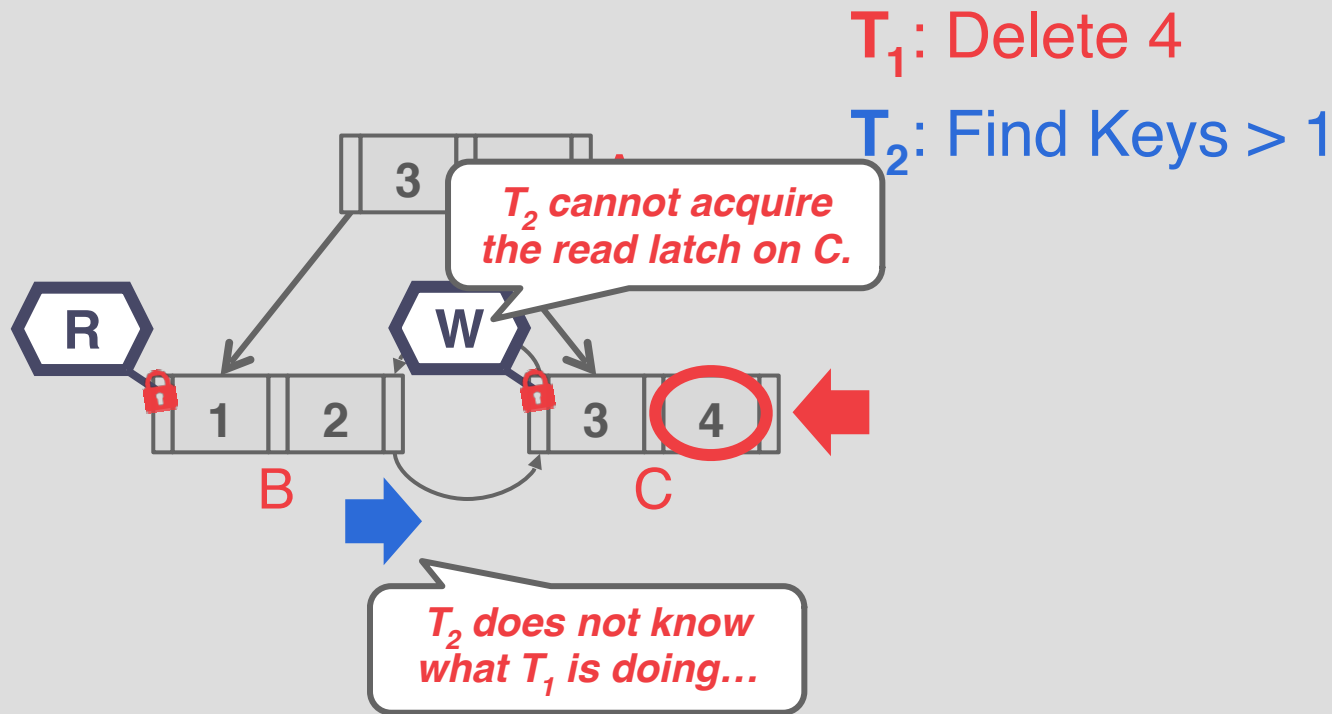 T1: Delete 4
T2: Find Keys > 1
3
T2 cannot acquire
the read latch on C.
R
W
1
2
3
4
B
C
T2 does not know
what T1 is doing…